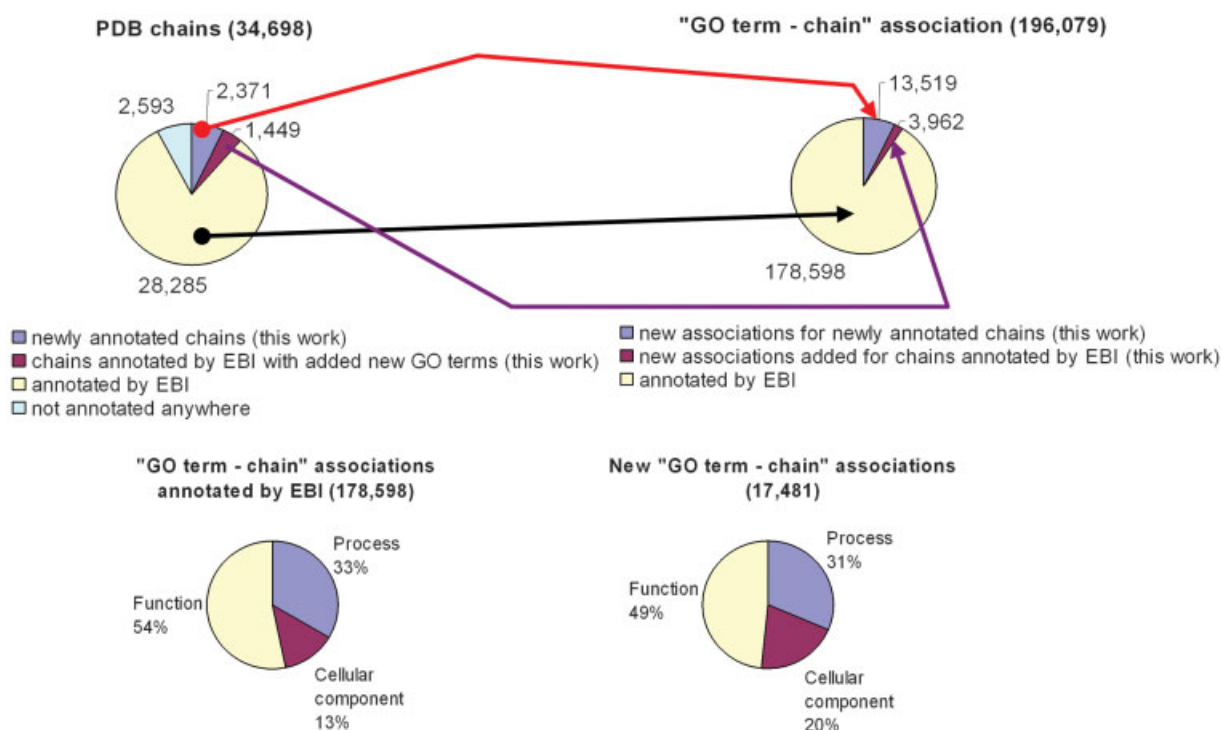 PDB chains (34,698)
2,593
2,371
1,449
28,285
newly annotated chains (this work)
chains annotated by EBI with added new GO terms (this work)
annotated by EBI
not annotated anywhere
"GO term - chain" association (196,079)
13,519
3,962
178,598
new associations for newly annotated chains (this work)
new associations added for chains annotated by EBI (this work)
annotated by EBI
"GO term - chain" associations
annotated by EBI (178,598)
Process
33%
Function
54%
Cellular
component
13%
New "GO term - chain" associations
(17,481)
Process
31%
Function
49%
Cellular
component
20%